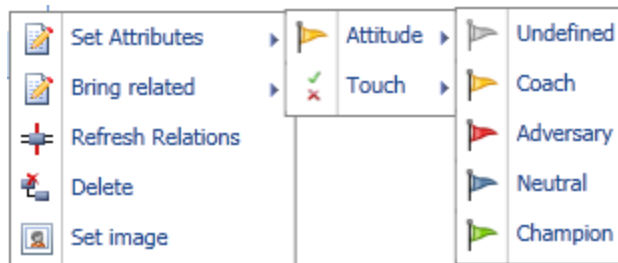 Set Attributes
Bring related
Refresh Relations
Delete
Set image
Attitude
Touch
Undefined
Coach
Adversary
Neutral
Champion